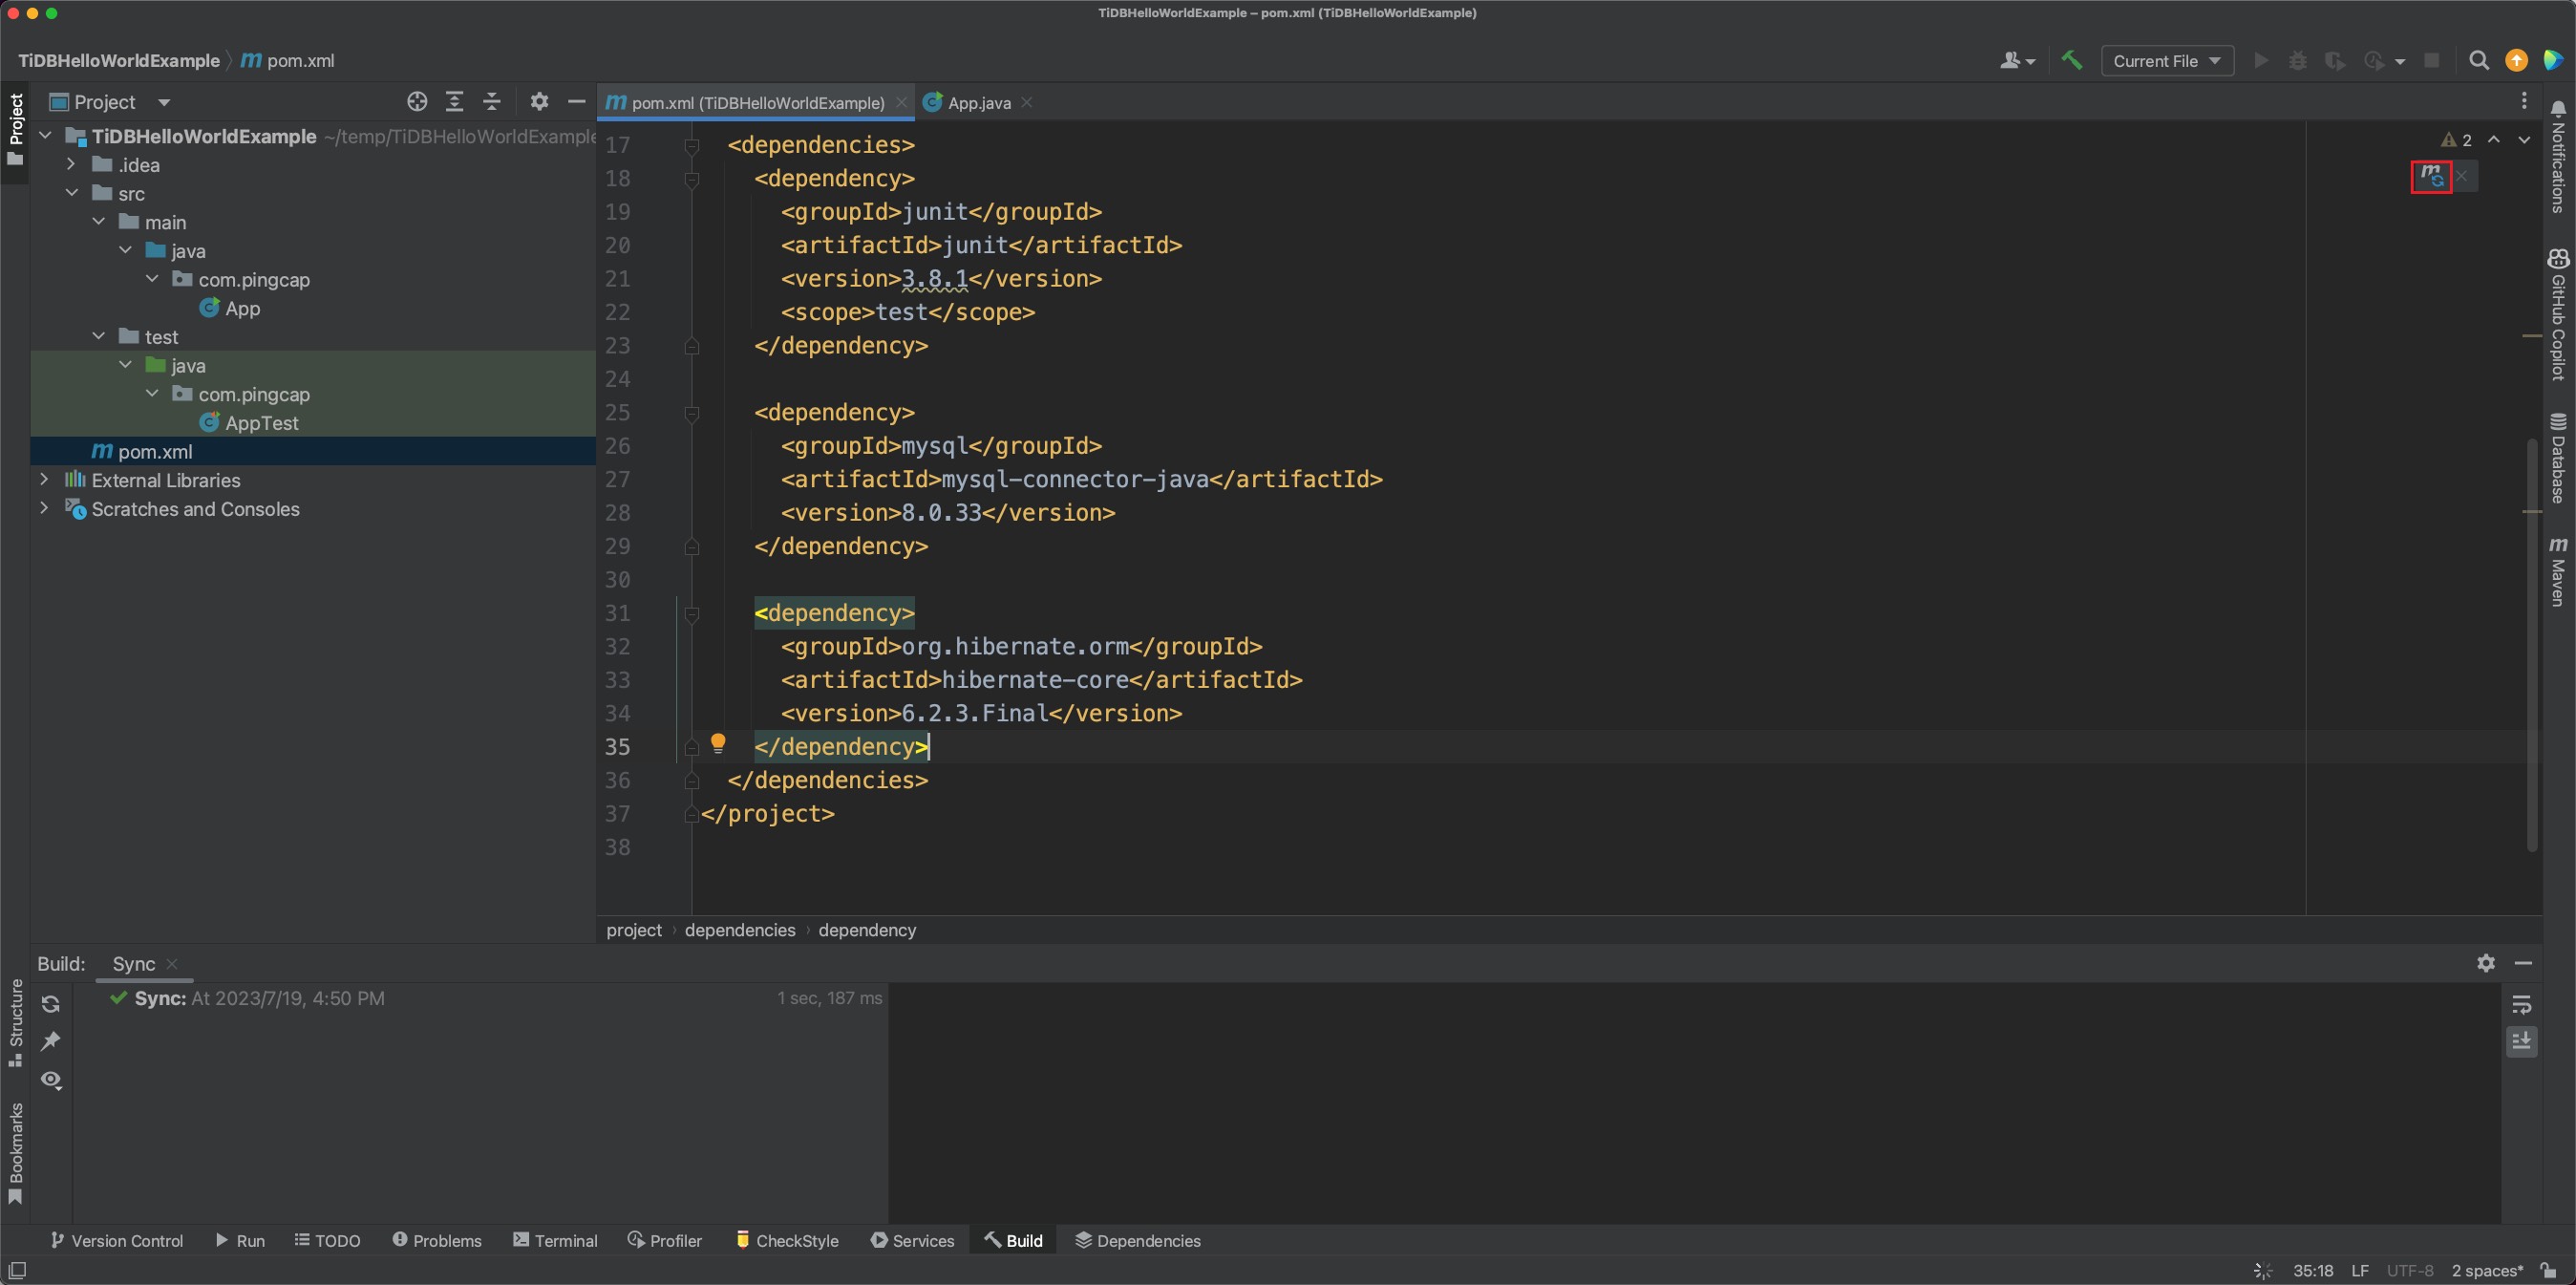 TiDBHelloWorldExample – pom.xml (TiDBHelloWorldExample)
TiDBHelloWorldExample 〉 m pom.xml
Current File
Project
Project
pom.xml (TiDBHelloWorldExample)
App.java
TiDBHelloWorldExample ~/temp/TiDBHelloWorldExample
.idea
src
main
java
com.pingcap
App
test
java
com.pingcap
AppTest
pom.xml
External Libraries
Scratches and Consoles
17 <dependencies>
18 <dependency>
19 <groupId>junit</groupId>
20 <artifactId>junit</artifactId>
21 <version>3.8.1</version>
22 <scope>test</scope>
23 </dependency>
24
25 <dependency>
26 <groupId>mysql</groupId>
27 <artifactId>mysql-connector-java</artifactId>
28 <version>8.0.33</version>
29 </dependency>
30
31 <dependency>
32 <groupId>org.hibernate.orm</groupId>
33 <artifactId>hibernate-core</artifactId>
34 <version>6.2.3.Final</version>
35 </dependency>
36 </dependencies>
37 </project>
38
2
Notifications
GitHub Copilot
Database
Maven
project › dependencies › dependency
Build: Sync
Sync: At 2023/7/19, 4:50 PM 1 sec, 187 ms
Structure
Bookmarks
Version Control Run TODO Problems Terminal Profiler CheckStyle Services Build Dependencies
35:18 LF UTF-8 2 spaces*